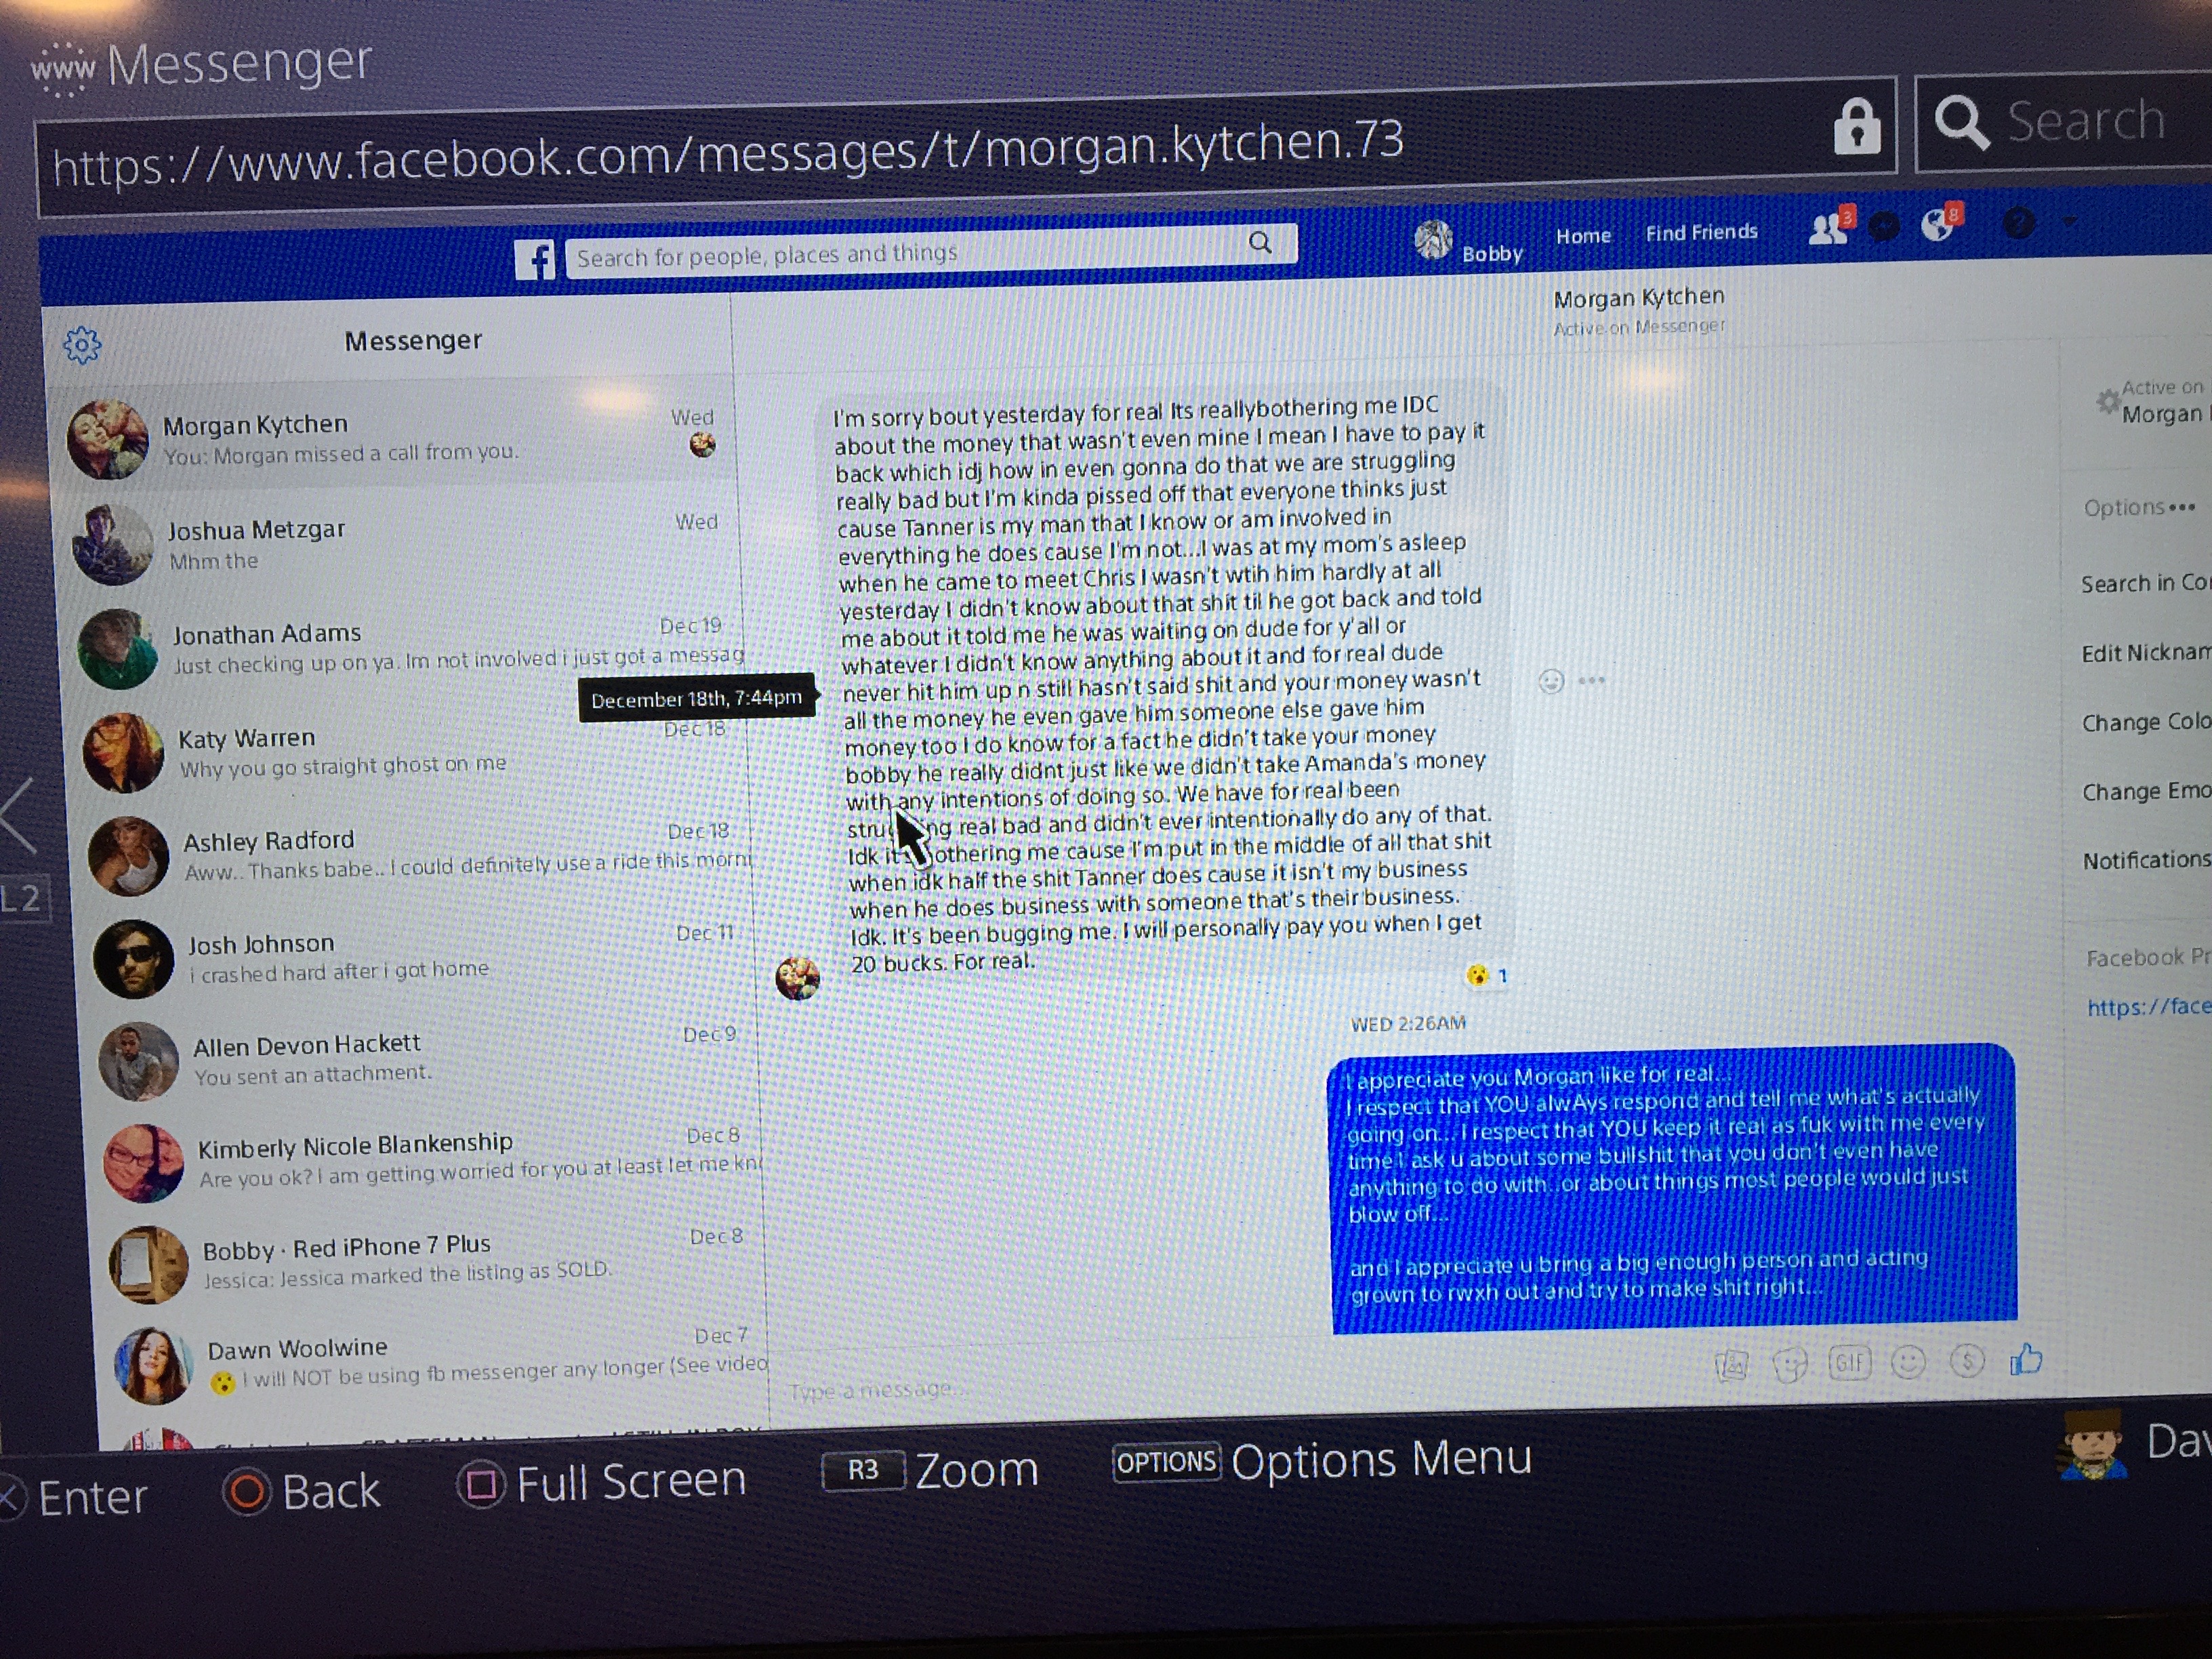 www Messenger
https://www.facebook.com/messages/t/morgan.kytchen.73
Search
f
Search for people, places and things
Bobby
Home
Find Friends
3
8
?
Messenger
Morgan Kytchen
Wed
You: Morgan missed a call from you.
Joshua Metzgar
Wed
Mhm the
Jonathan Adams
Dec 19
Just checking up on ya. Im not involved i just got a messag
December 18th, 7:44pm
Katy Warren
Dec 18
Why you go straight ghost on me
Ashley Radford
Dec 18
Aww.. Thanks babe.. I could definitely use a ride this morni
Josh Johnson
Dec 11
i crashed hard after i got home
Allen Devon Hackett
Dec 9
You sent an attachment.
Kimberly Nicole Blankenship
Dec 8
Are you ok? I am getting worried for you at least let me kn
Bobby · Red iPhone 7 Plus
Dec 8
Jessica: Jessica marked the listing as SOLD.
Dawn Woolwine
Dec 7
😮 I will NOT be using fb messenger any longer (See video
Morgan Kytchen
Active on Messenger
I'm sorry bout yesterday for real Its reallybothering me IDC
about the money that wasn't even mine I mean I have to pay it
back which idj how in even gonna do that we are struggling
really bad but I'm kinda pissed off that everyone thinks just
cause Tanner is my man that I know or am involved in
everything he does cause I'm not...I was at my mom's asleep
when he came to meet Chris I wasn't wtih him hardly at all
yesterday I didn't know about that shit til he got back and told
me about it told me he was waiting on dude for y'all or
whatever I didn't know anything about it and for real dude
never hit him up n still hasn't said shit and your money wasn't
all the money he even gave him someone else gave him
money too I do know for a fact he didn't take your money
bobby he really didnt just like we didn't take Amanda's money
with any intentions of doing so. We have for real been
stru ng real bad and didn't ever intentionally do any of that.
Idk it's othering me cause I'm put in the middle of all that shit
when idk half the shit Tanner does cause it isn't my business
when he does business with someone that's their business.
Idk. It's been bugging me. I will personally pay you when I get
20 bucks. For real.
😮 1
WED 2:26AM
I appreciate you Morgan like for real...
I respect that YOU alwAys respond and tell me what's actually
going on... I respect that YOU keep it real as fuk with me every
time I ask u about some bullshit that you don't even have
anything to do with..or about things most people would just
blow off...
and I appreciate u bring a big enough person and acting
grown to rwxh out and try to make shit right...
Type a message...
GIF
$
Active on
Morgan
Options •••
Search in Co
Edit Nicknam
Change Colo
Change Emo
Notifications
Facebook Pr
https://face
L2
Enter
Back
Full Screen
R3 Zoom
OPTIONS Options Menu
Dav